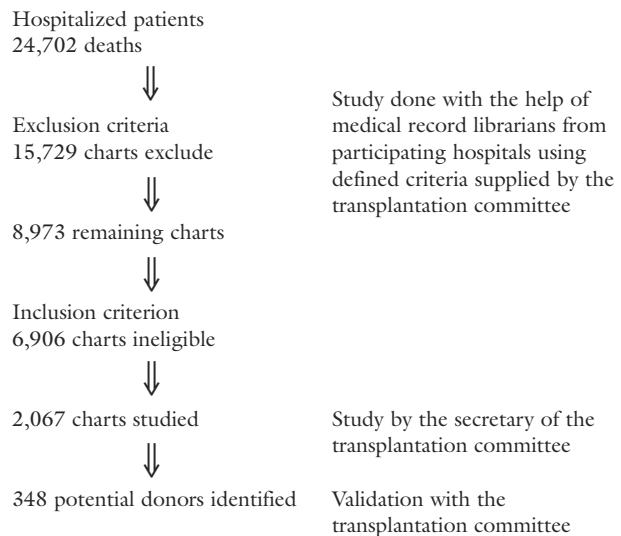 Hospitalized patients
24,702 deaths
Exclusion criteria
15,729 charts exclude
Study done with the help of
medical record librarians from
participating hospitals using
defined criteria supplied by the
transplantation committee
8,973 remaining charts
Inclusion criterion
6,906 charts ineligible
2,067 charts studied
Study by the secretary of the
transplantation committee
348 potential donors identified
Validation with the
transplantation committee